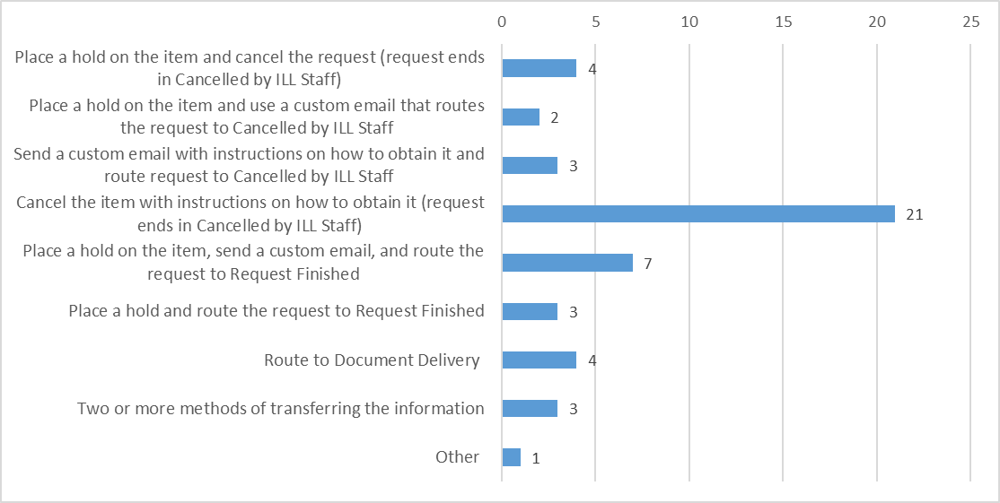 0 5 10 15 20 25
Place a hold on the item and cancel the request (request ends
in Cancelled by ILL Staff)
4
Place a hold on the item and use a custom email that routes
the request to Cancelled by ILL Staff
2
Send a custom email with instructions on how to obtain it and
route request to Cancelled by ILL Staff
3
Cancel the item with instructions on how to obtain it (request
ends in Cancelled by ILL Staff)
21
Place a hold on the item, send a custom email, and route the
request to Request Finished
7
Place a hold and route the request to Request Finished
3
Route to Document Delivery
4
Two or more methods of transferring the information
3
Other
1